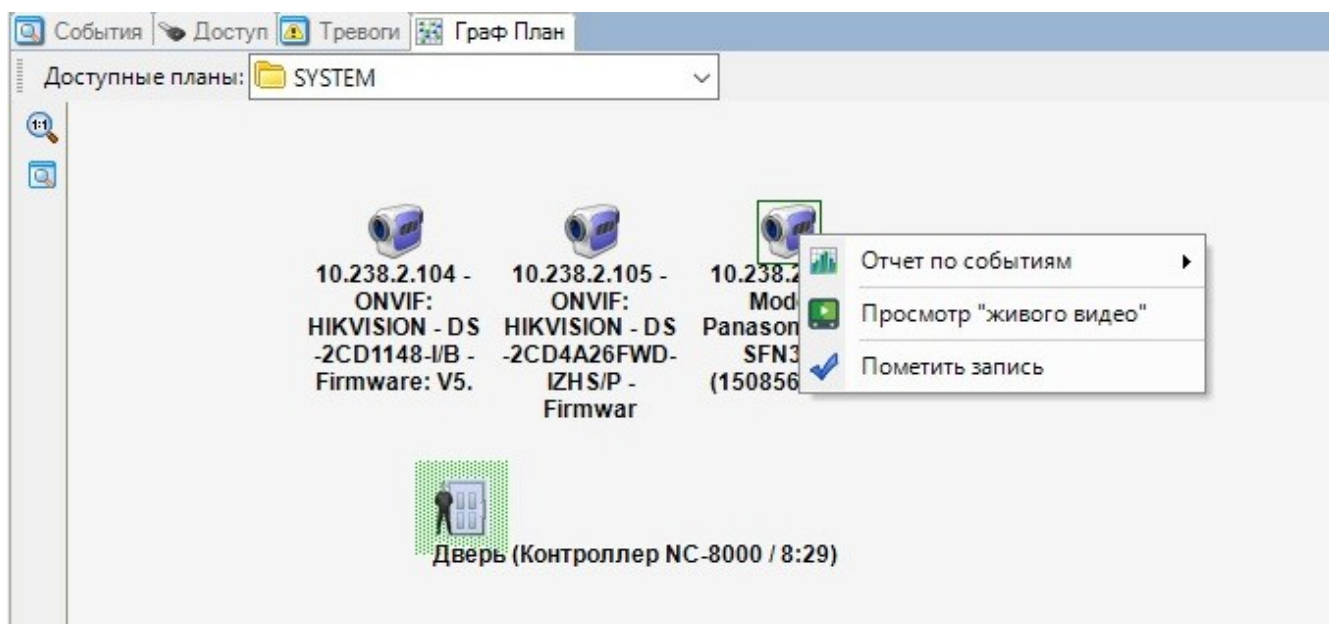 События Доступ Тревоги Граф План
Доступные планы: SYSTEM
1:1
10.238.2.104 -
ONVIF:
HIKVISION - DS
-2CD1148-I/B -
Firmware: V5.
10.238.2.105 -
ONVIF:
HIKVISION - DS
-2CD4A26FWD-
IZHS/P -
Firmwar
10.238.2
Mod
Panason
SFN3
(150856
Отчет по событиям
Просмотр "живого видео"
Пометить запись
Дверь (Контроллер NC-8000 / 8:29)